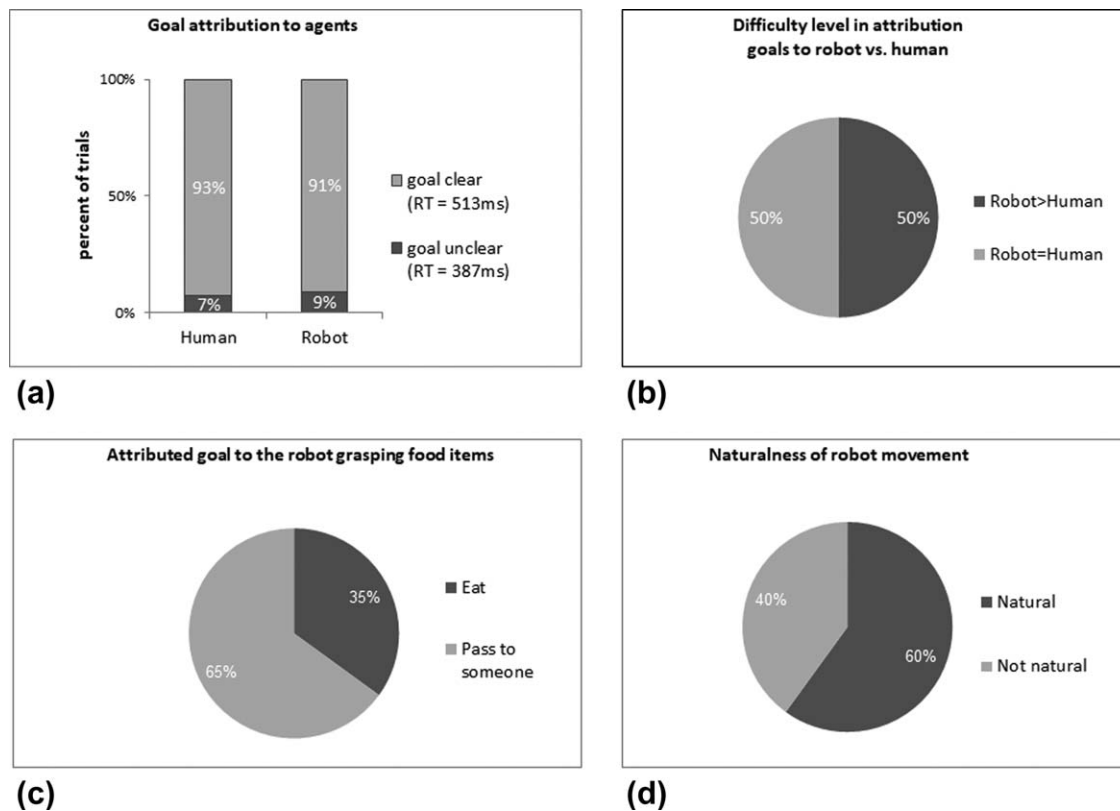 Goal attribution to agents
100%
50%
0%
percent of trials
93%
91%
7%
9%
Human
Robot
goal clear
(RT = 513ms)
goal unclear
(RT = 387ms)
(a)
Difficulty level in attribution
goals to robot vs. human
50%
50%
Robot>Human
Robot=Human
(b)
Attributed goal to the robot grasping food items
35%
65%
Eat
Pass to
someone
(c)
Naturalness of robot movement
40%
60%
Natural
Not natural
(d)